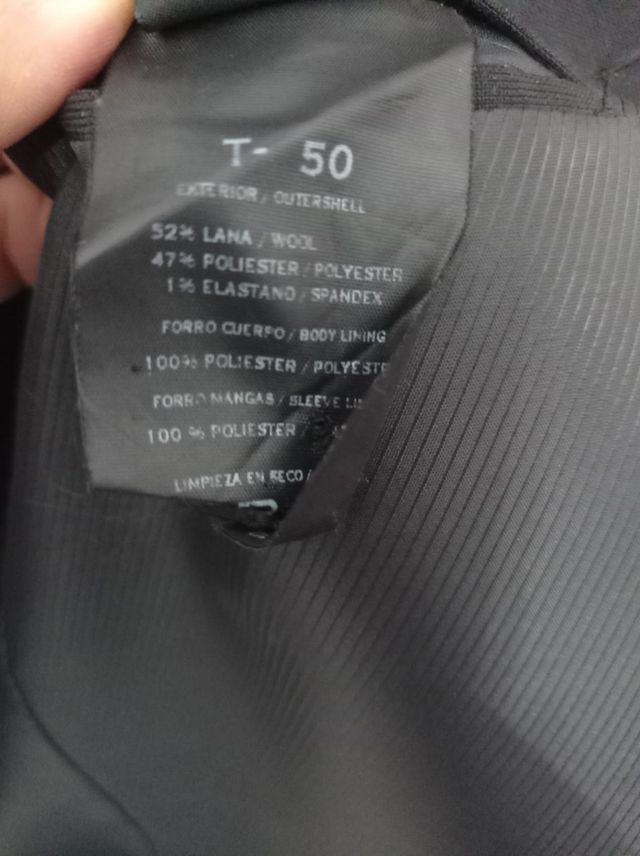 T- 50
EXTERIOR / OUTERSHELL
52% LANA / WOOL
47% POLIESTER / POLYESTER
1% ELASTANO / SPANDEX
FORRO CUERPO / BODY LINING
100% POLIESTER / POLYESTE
FORRO MANGAS / SLEEVE LI
100 % POLIESTER /
LIMPIEZA EN SECO /